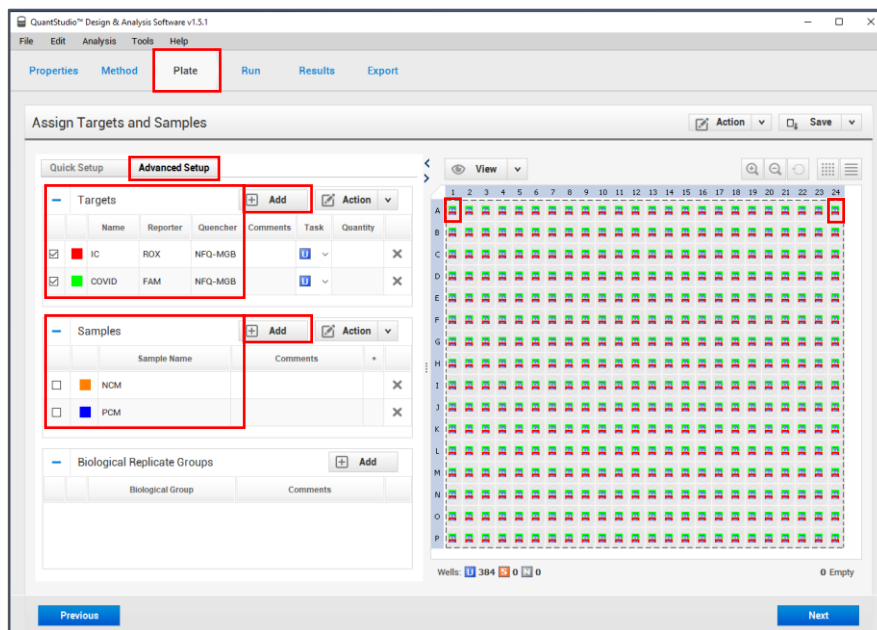 QuantStudio™ Design & Analysis Software v1.5.1
File Edit Analysis Tools Help
Properties Method Plate Run Results Export
Assign Targets and Samples
Action Save
Quick Setup Advanced Setup
View
Targets Add Action
Name Reporter Quencher Comments Task Quantity
IC ROX NFQ-MGB U
COVID FAM NFQ-MGB U
Samples Add Action
Sample Name Comments *
NCM
PCM
Biological Replicate Groups Add
Biological Group Comments
1 2 3 4 5 6 7 8 9 10 11 12 13 14 15 16 17 18 19 20 21 22 23 24
A
B
C
D
E
F
G
H
I
J
K
L
M
N
O
P
Wells: U 384 S 0 N 0 0 Empty
Previous Next